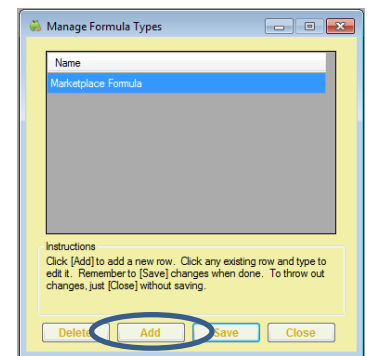 Manage Formula Types
Name
Marketplace Formula
Instructions
Click [Add] to add a new row. Click any existing row and type to
edit it. Remember to [Save] changes when done. To throw out
changes, just [Close] without saving.
Delete Add Save Close